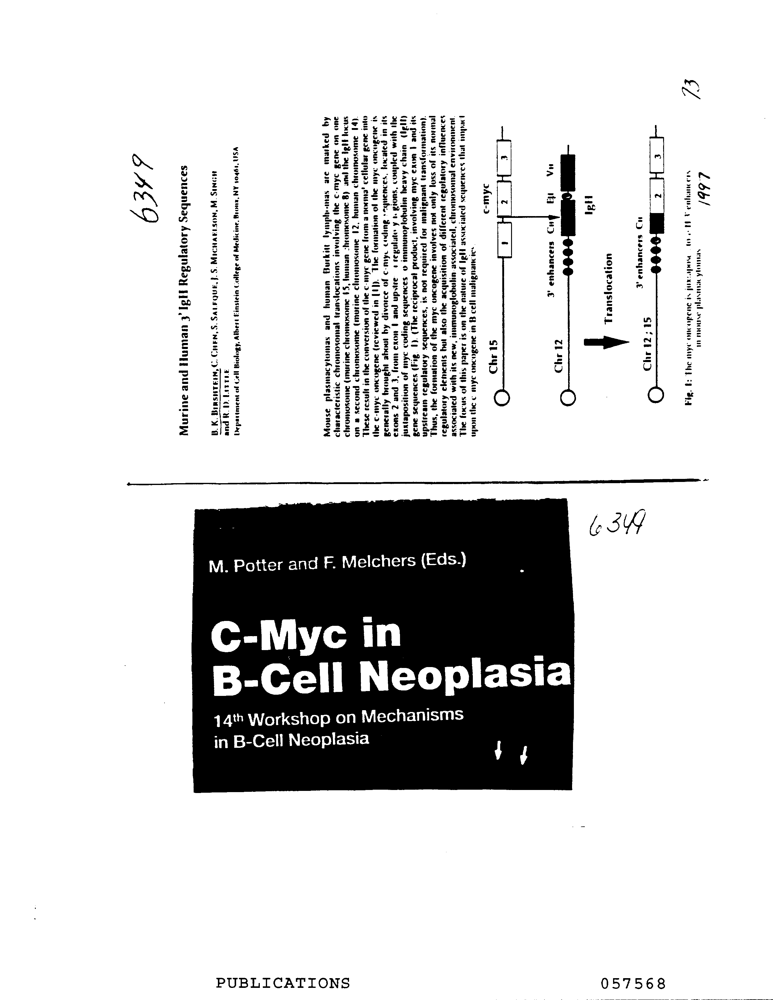 6349
Murine and Human 3' IgH Regulatory Sequences
B. K. BIRSHTEIN, C. CHEN, S. SALEQUE, J. S. MICHAELSON, M. SINGH
and R. D. LITTLE
Department of Cell Biology, Albert Einstein College of Medicine, Bronx, NY USA
Mouse plasmacytomas and human Burkitt lymph-mas are marked by
characteristic chromosomal translocations involving the c-myc gene on one
chromosome (murine chromosome 15, human chromosome 8) and the IgH locus
on a second chromosome (murine chromosome 12, human chromosome 14).
These result in the conversion of the c-myc gene from a normal cellular gene into
the c-myc oncogene (reviewed in [1]). The formation of the myc oncogene is
generally brought about by divorce of c-myc coding sequences, located in its
exons 2 and 3, from exon 1 and upstre regulatory gions, coupled with the
juxtaposition of myc coding sequences o immunoglobulin heavy chain (IgH)
gene sequences (Fig. 1). (The reciprocal product, involving myc exon 1 and its
upstream regulatory sequences, is not required for malignant transformation).
Thus, the formation of the myc oncogene involves not only loss of its normal
regulatory elements but also the acquisition of different regulatory influences
associated with its new, immunoglobulin associated, chromosomal environment.
The focus of this paper is on the nature of IgH associated sequences that impact
upon the c myc oncogene in B cell malignancies.
c-myc
Chr 15
1 2 3
3' enhancers CH Eμ VH
Chr 12
IgH
Translocation
3' enhancers CH
Chr 12; 15
2 3
Fig. 1: The myc oncogene is juxtapose to IH 3' enhancers
in mouse plasmacytomas
1997
73
6349
M. Potter and F. Melchers (Eds.)
C-Myc in
B-Cell Neoplasia
14th Workshop on Mechanisms
in B-Cell Neoplasia
PUBLICATIONS 057568